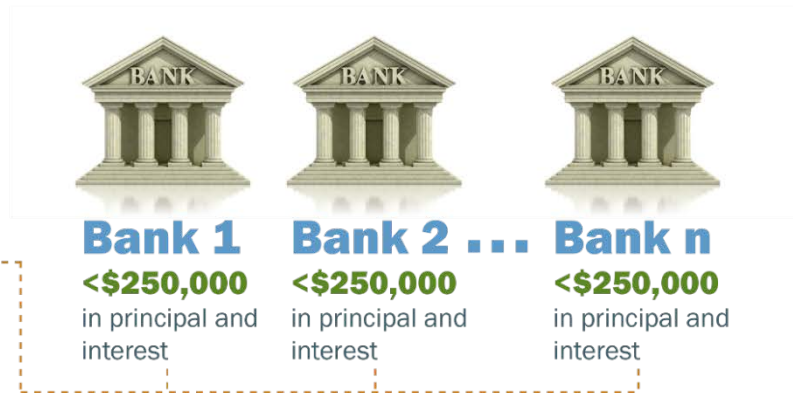 BANK BANK BANK
Bank 1 Bank 2 ... Bank n
<$250,000 <$250,000 <$250,000
in principal and in principal and in principal and
interest interest interest